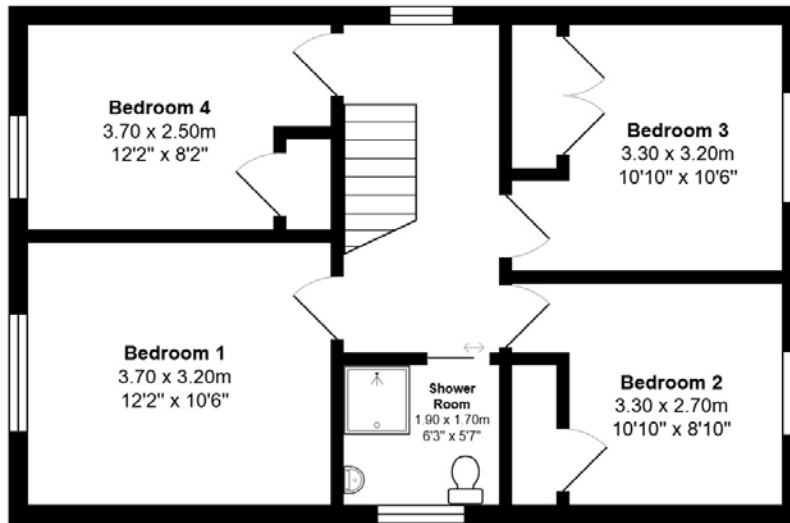 Bedroom 4
3.70 x 2.50m
12'2" x 8'2"
Bedroom 3
3.30 x 3.20m
10'10" x 10'6"
Bedroom 1
3.70 x 3.20m
12'2" x 10'6"
Shower
Room
1.90 x 1.70m
6'3" x 5'7"
Bedroom 2
3.30 x 2.70m
10'10" x 8'10"